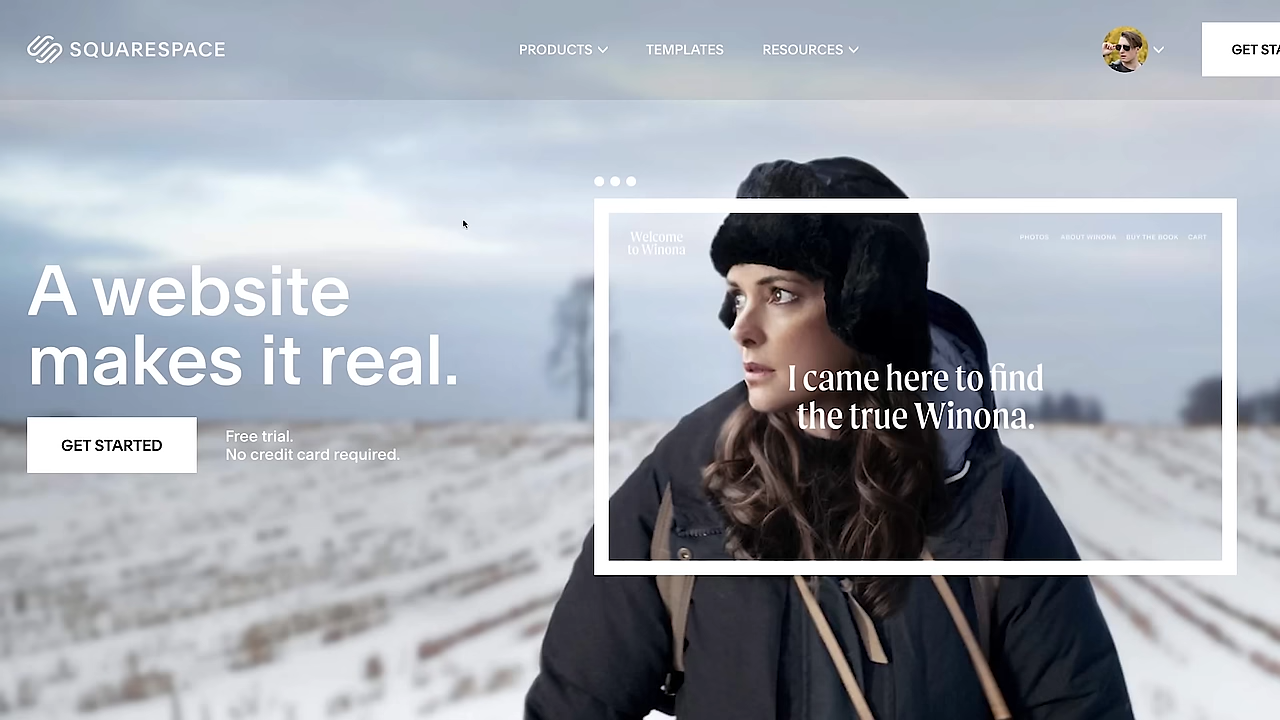 SQUARESPACE
PRODUCTS
TEMPLATES
RESOURCES
GET STA
Welcome
to Winona
PHOTOS
ABOUT WINONA
BUY THE BOOK
CART
A website
makes it real.
I came here to find
the true Winona.
GET STARTED
Free trial.
No credit card required.